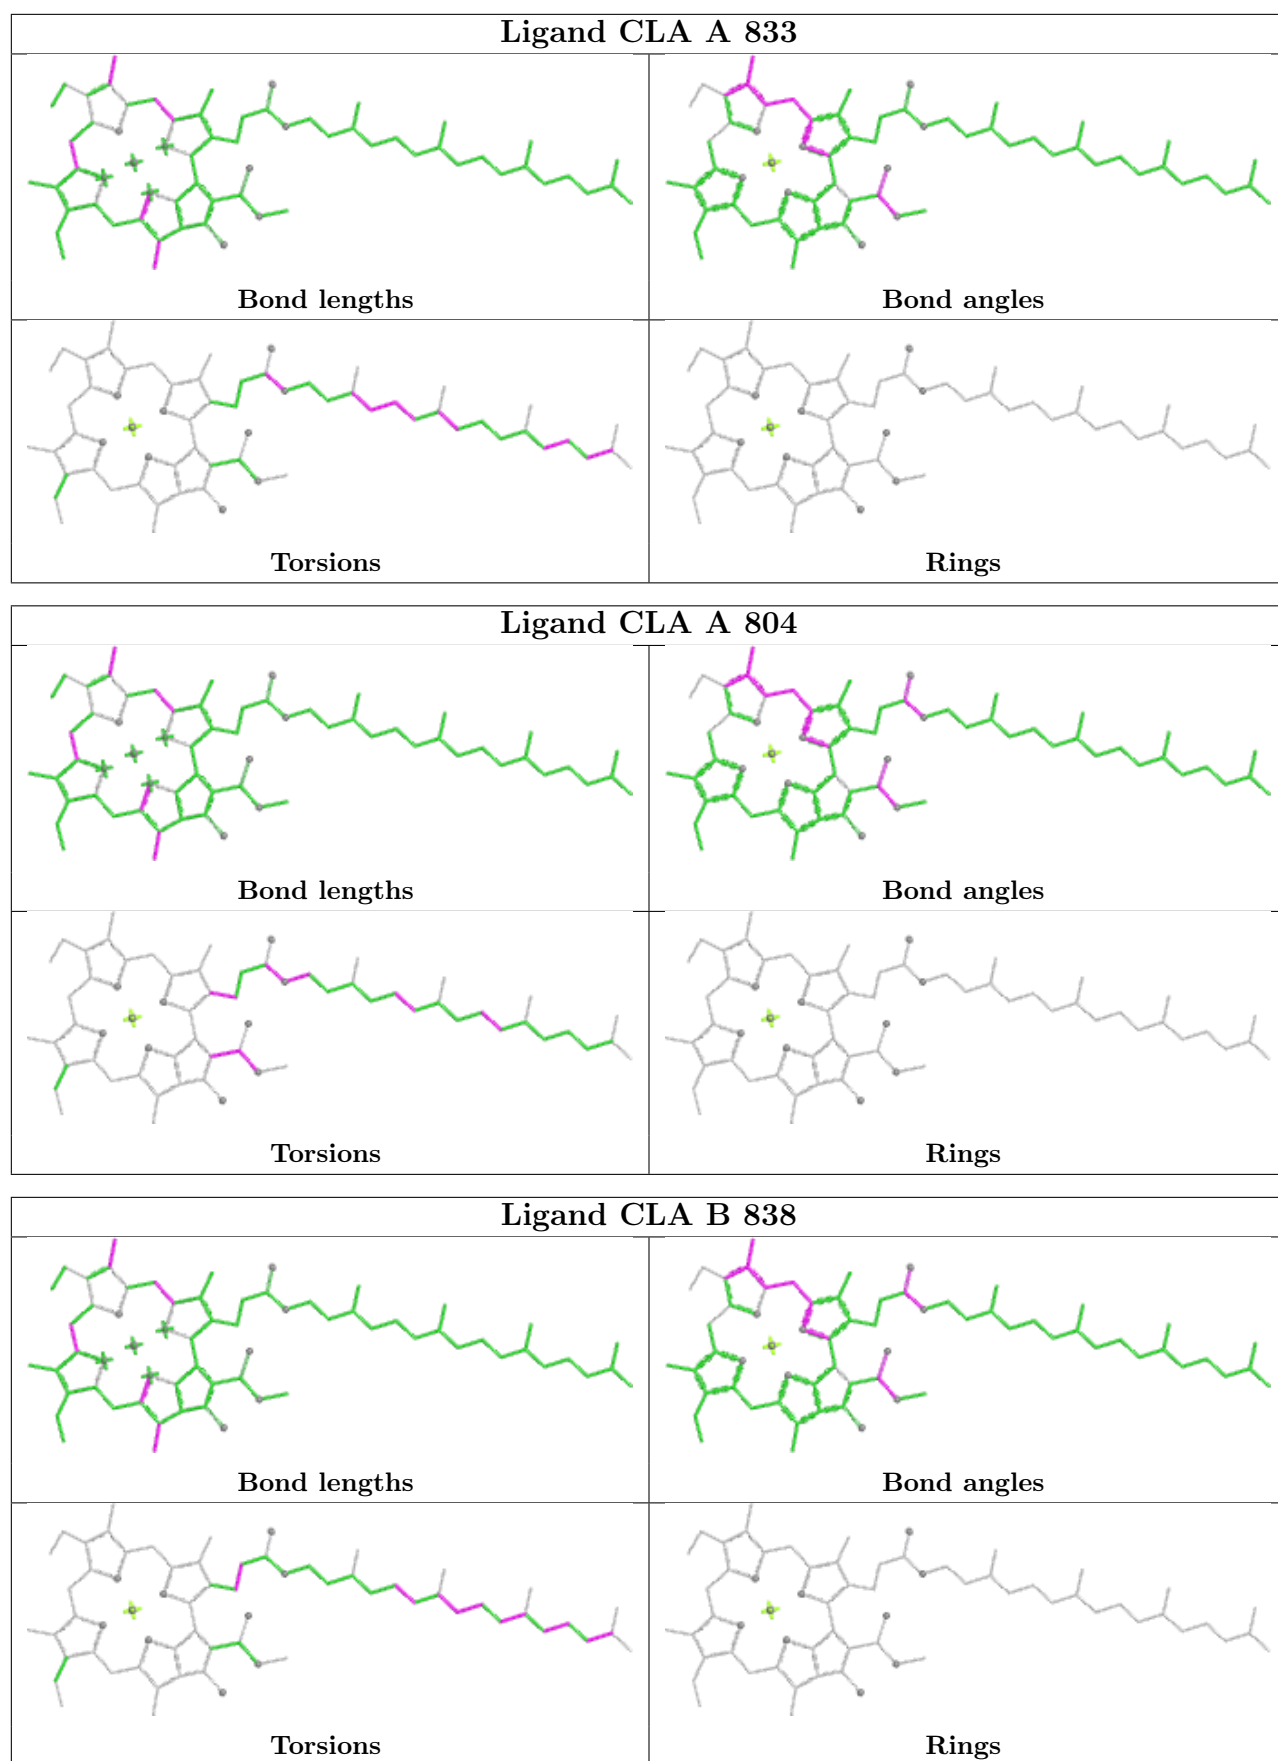 Ligand CLA A 833
Bond lengths
Bond angles
Torsions
Rings
Ligand CLA A 804
Bond lengths
Bond angles
Torsions
Rings
Ligand CLA B 838
Bond lengths
Bond angles
Torsions
Rings